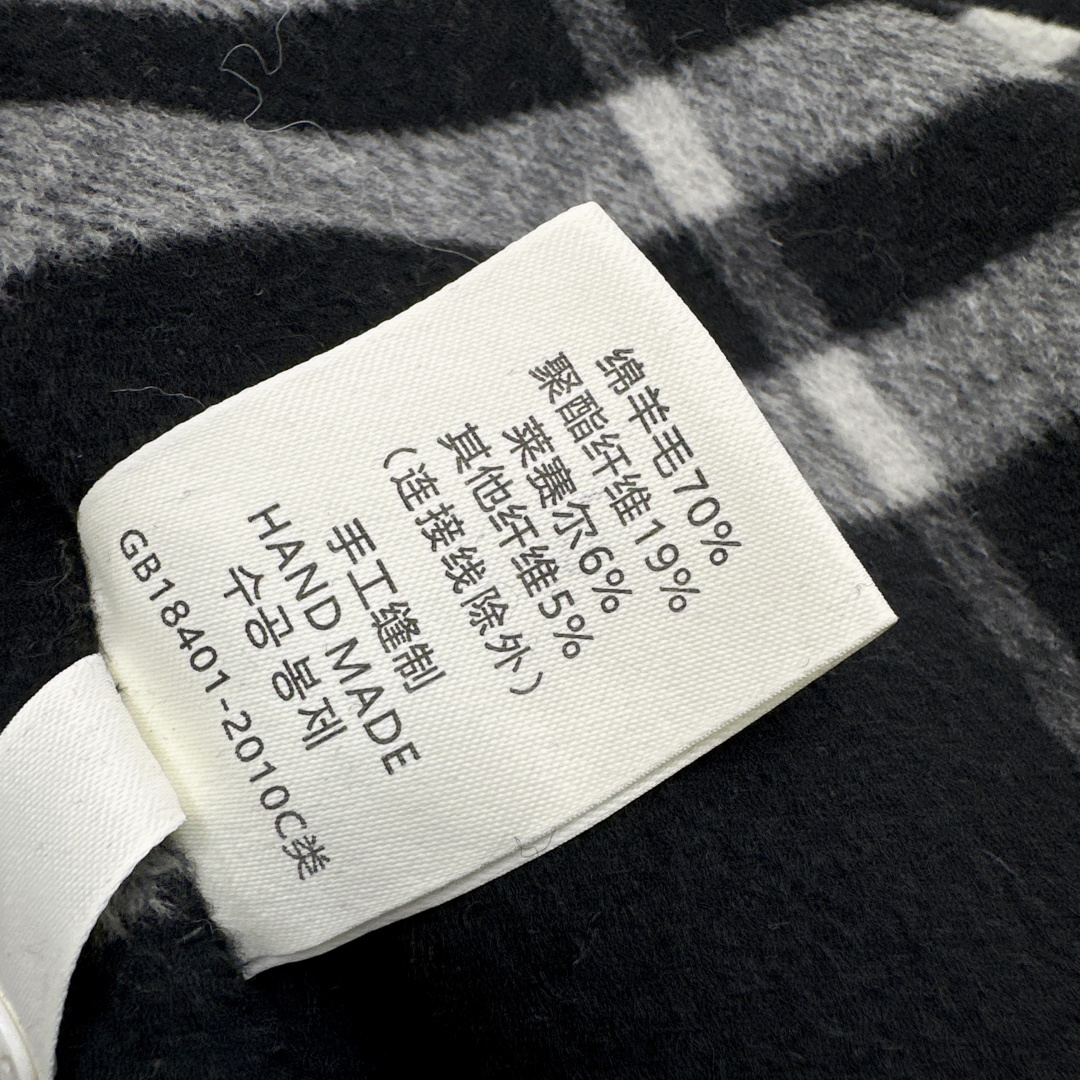 绵羊毛70%
聚酯纤维19%
莱赛尔6%
其他纤维5%
（连接线除外）
手工缝制
HAND MADE
수공 봉제
GB18401-2010C类